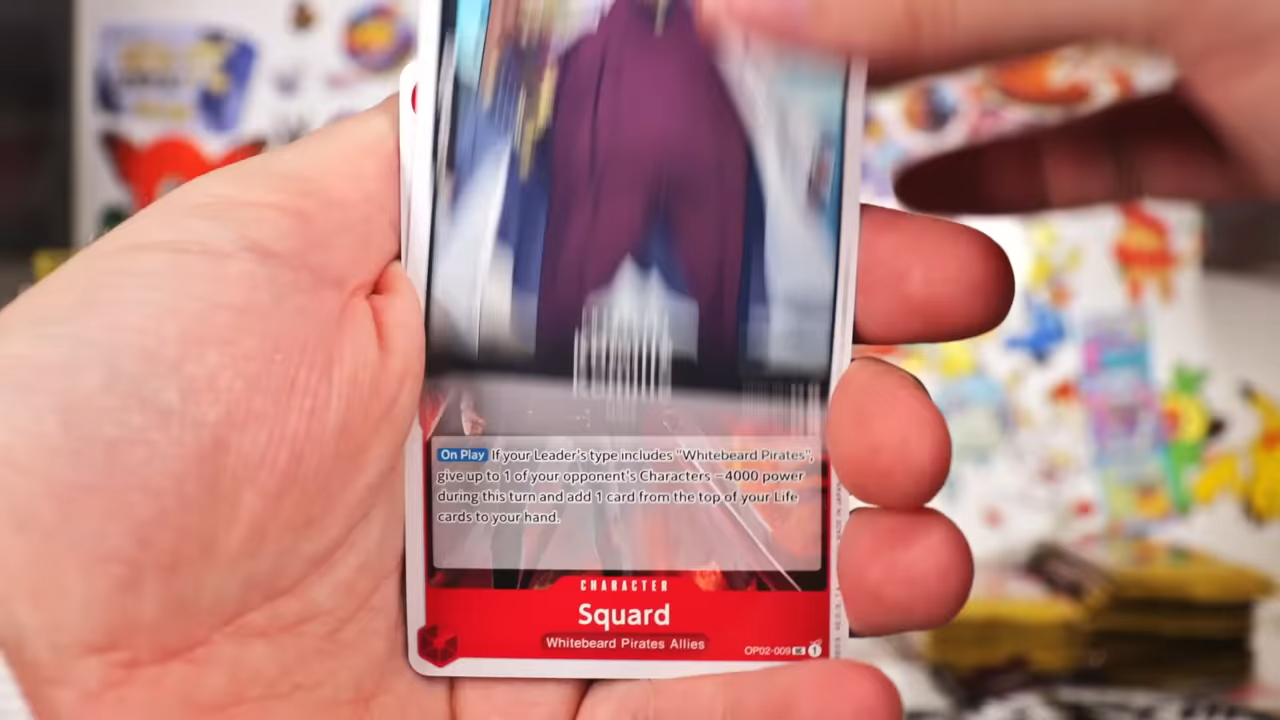 On Play If your Leader's type includes "Whitebeard Pirates",
give up to 1 of your opponent's Characters −4000 power
during this turn and add 1 card from the top of your Life
cards to your hand.
CHARACTER
Squard
Whitebeard Pirates Allies
OP02-009 UC 1